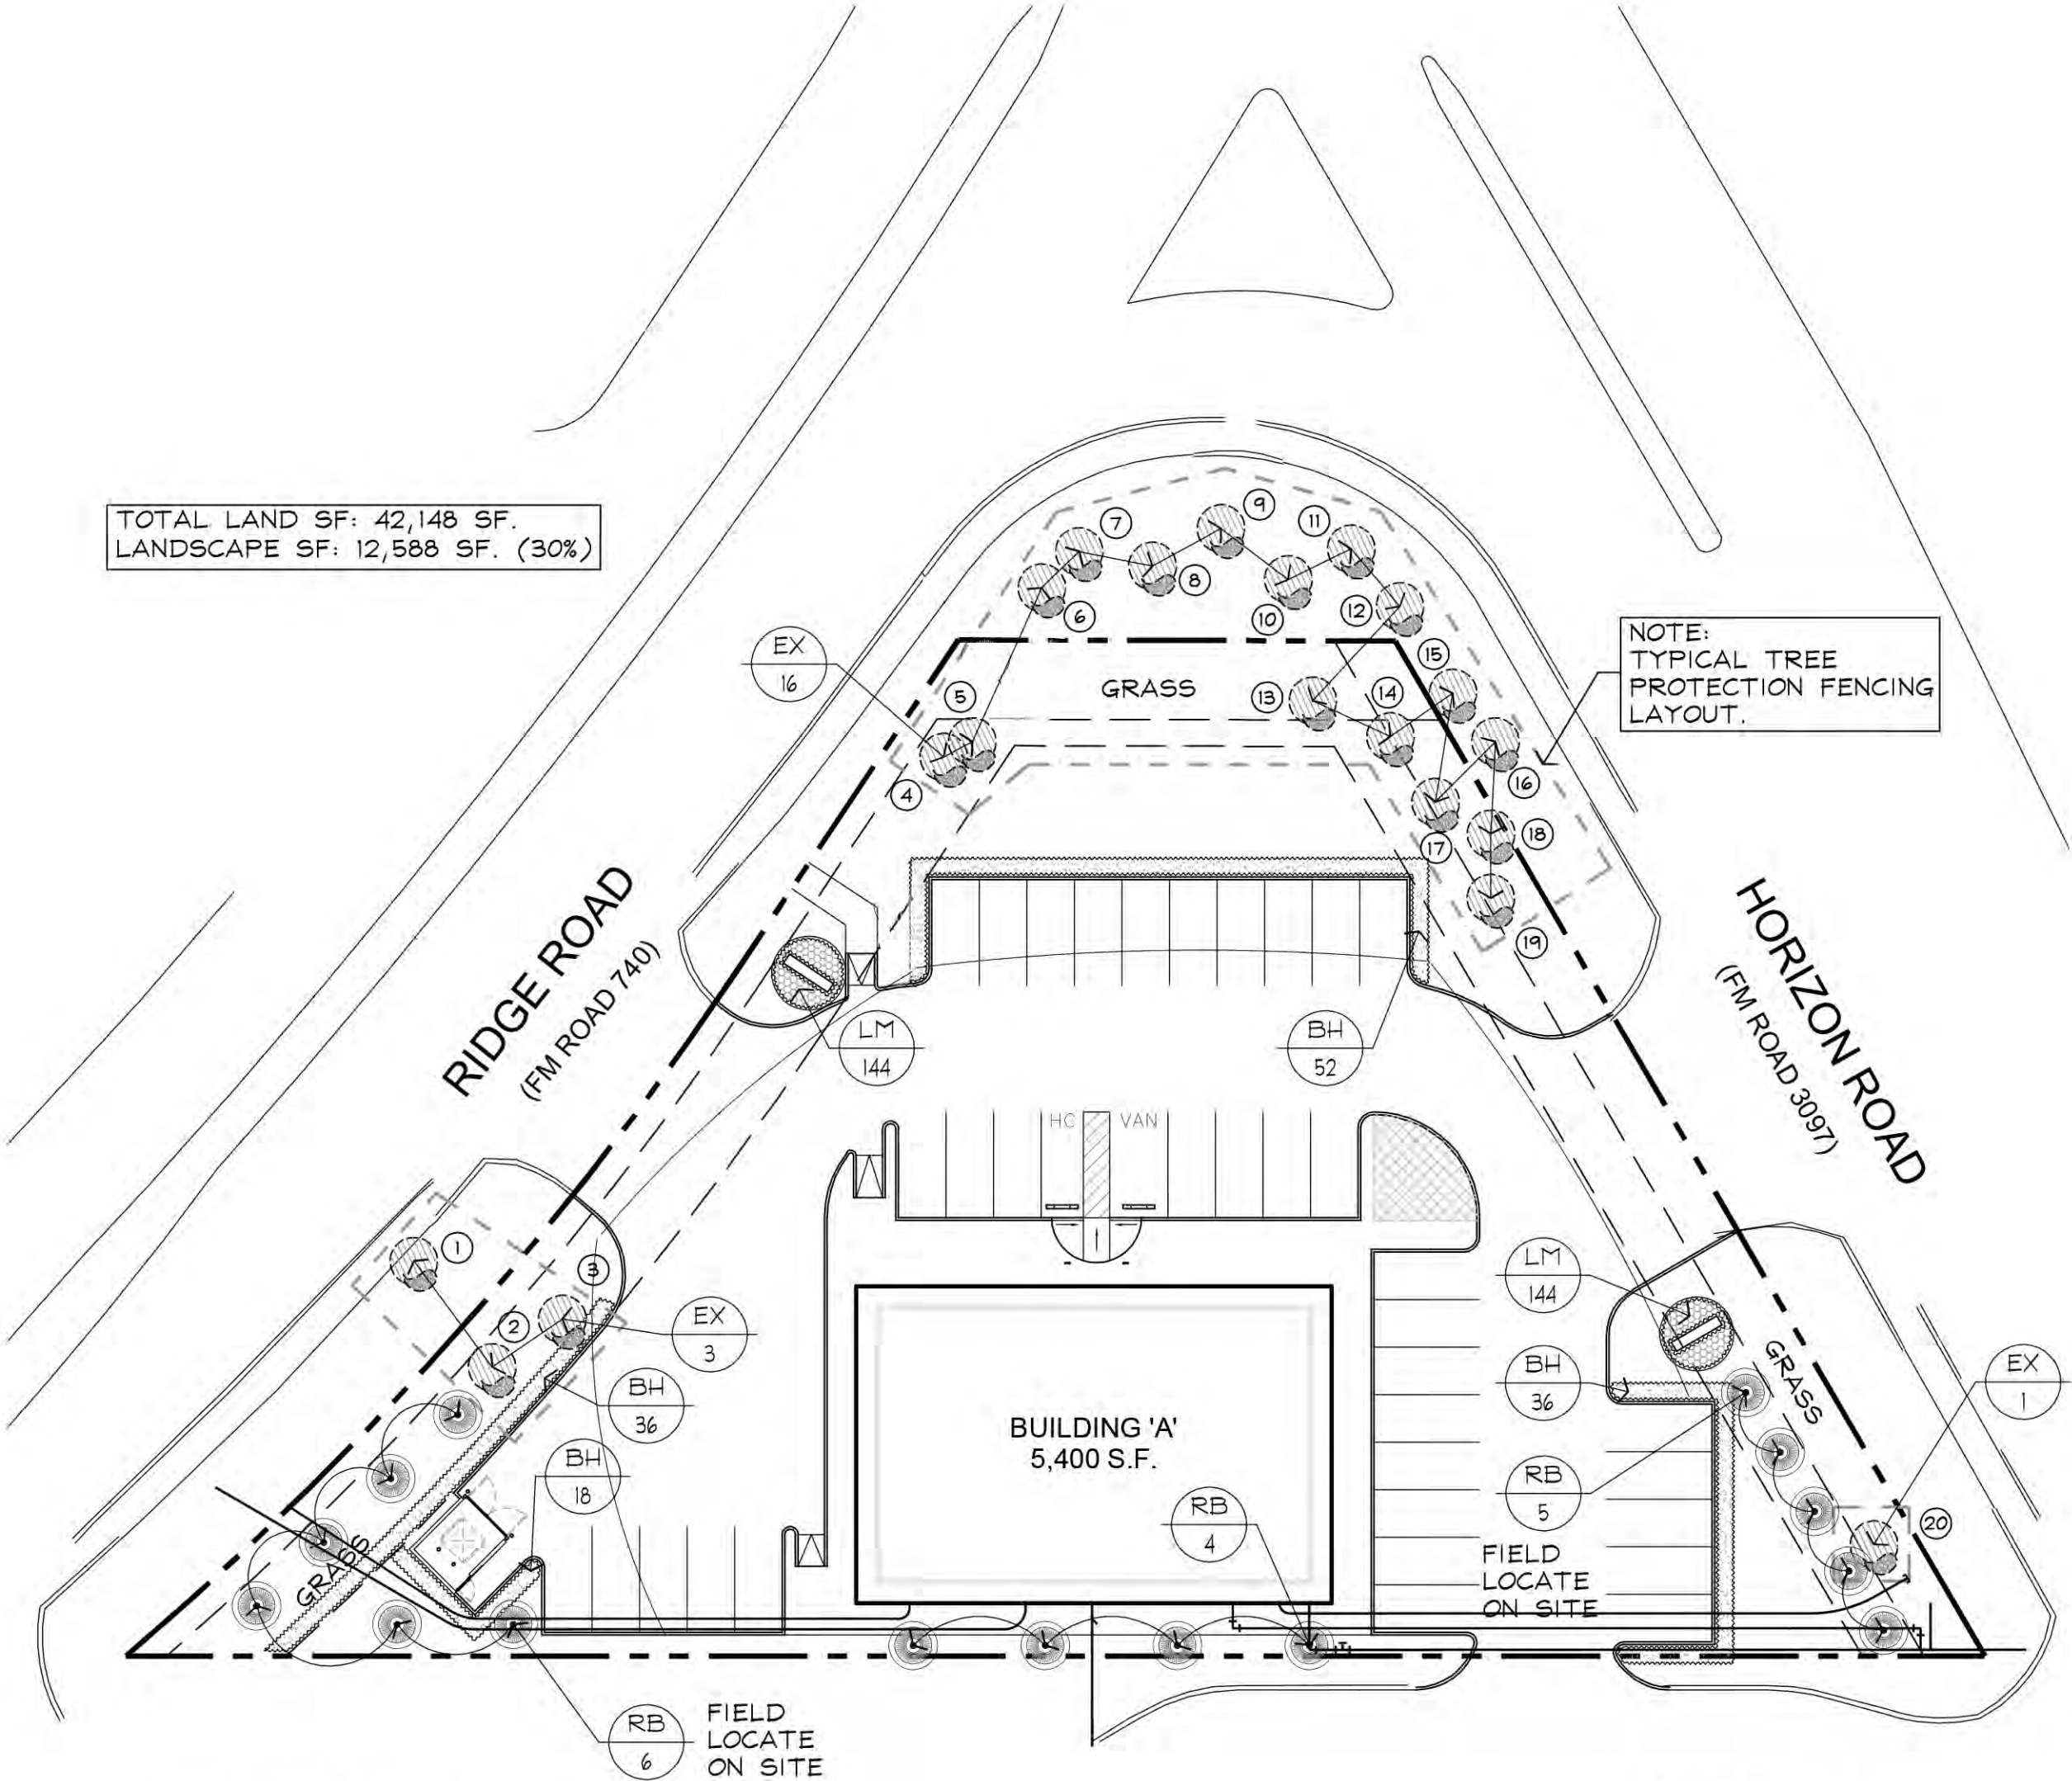 TOTAL LAND SF: 42,148 SF.
LANDSCAPE SF: 12,588 SF. (30%)
7
9
11
8
6
10
12
EX
16
5
GRASS
13
14
15
4
16
17
18
19
NOTE:
TYPICAL TREE
PROTECTION FENCING
LAYOUT.
RIDGE ROAD
(FM ROAD 740)
HORIZON ROAD
(FM ROAD 3097)
LM
144
BH
52
HC
VAN
1
3
2
EX
3
BH
36
BH
18
GRASS
BUILDING 'A'
5,400 S.F.
RB
4
LM
144
BH
36
RB
5
GRASS
EX
1
20
FIELD
LOCATE
ON SITE
RB
6
FIELD
LOCATE
ON SITE